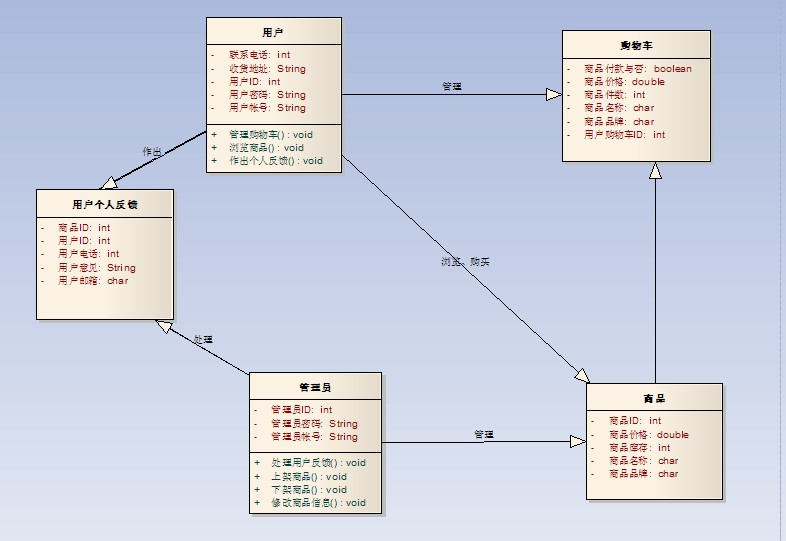 用户
- 联系电话: int
- 收货地址: String
- 用户ID: int
- 用户密码: String
- 用户帐号: String
+ 管理购物车() : void
+ 浏览商品() : void
+ 作出个人反馈() : void
购物车
- 商品付款与否: boolean
- 商品价格: double
- 商品件数: int
- 商品名称: char
- 商品品牌: char
- 用户购物车ID: int
管理
作出
用户个人反馈
- 商品ID: int
- 用户ID: int
- 用户电话: int
- 用户意见: String
- 用户邮箱: char
浏览、购买
处理
管理员
- 管理员ID: int
- 管理员密码: String
- 管理员帐号: String
+ 处理用户反馈() : void
+ 上架商品() : void
+ 下架商品() : void
+ 修改商品信息() : void
管理
商品
- 商品ID: int
- 商品价格: double
- 商品库存: int
- 商品名称: char
- 商品品牌: char